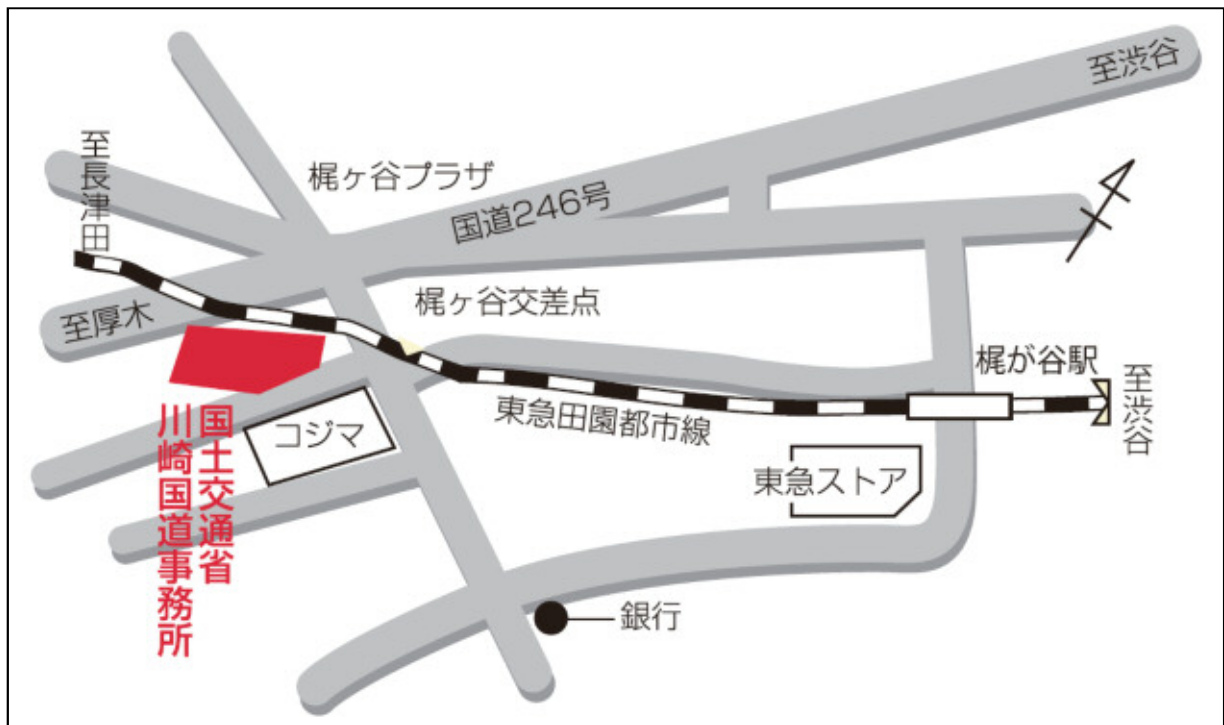 至渋谷
至長津田
梶ヶ谷プラザ
国道246号
至厚木
梶ヶ谷交差点
梶が谷駅
至渋谷
東急田園都市線
コジマ
東急ストア
国土交通省
川崎国道事務所
銀行